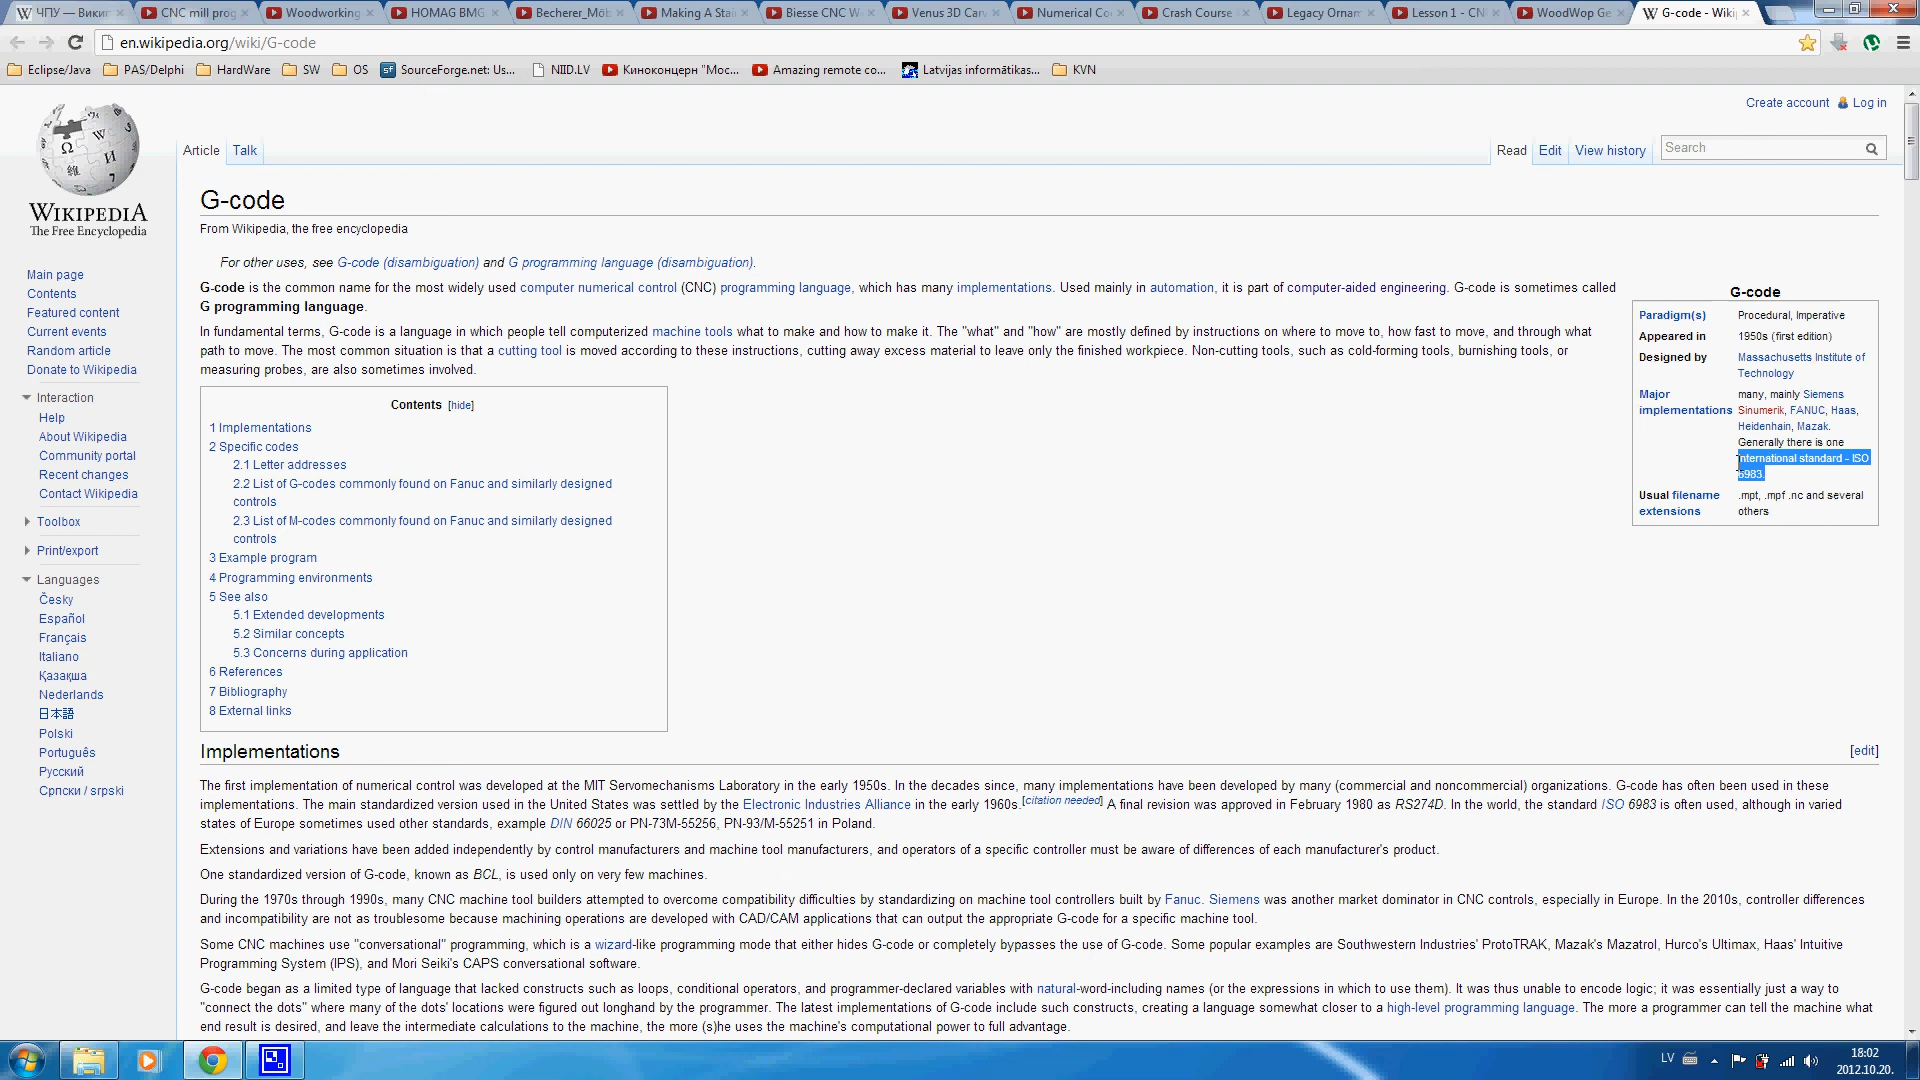 ЧПУ — Вики
CNC mill prog
Woodworking
HOMAG BMG
Becherer_Möb
Making A Stai
Biesse CNC W
Venus 3D Carv
Numerical Co
Crash Course
Legacy Ornam
Lesson 1 - CN
WoodWop Ge
G-code - Wiki
en.wikipedia.org/wiki/G-code
Eclipse/Java
PAS/Delphi
HardWare
SW
OS
SourceForge.net: Us...
NIID.LV
Киноконцерн "Мос...
Amazing remote co...
Latvijas informātikas...
KVN
Create account
Log in
WIKIPEDIA
The Free Encyclopedia
Article
Talk
Read
Edit
View history
Search
Main page
Contents
Featured content
Current events
Random article
Donate to Wikipedia
Interaction
Help
About Wikipedia
Community portal
Recent changes
Contact Wikipedia
Toolbox
Print/export
Languages
Česky
Español
Français
Italiano
Қазақша
Nederlands
日本語
Polski
Português
Русский
Српски / srpski
G-code
From Wikipedia, the free encyclopedia
For other uses, see G-code (disambiguation) and G programming language (disambiguation).
G-code is the common name for the most widely used computer numerical control (CNC) programming language, which has many implementations. Used mainly in automation, it is part of computer-aided engineering. G-code is sometimes called
G programming language.
In fundamental terms, G-code is a language in which people tell computerized machine tools what to make and how to make it. The "what" and "how" are mostly defined by instructions on where to move to, how fast to move, and through what
path to move. The most common situation is that a cutting tool is moved according to these instructions, cutting away excess material to leave only the finished workpiece. Non-cutting tools, such as cold-forming tools, burnishing tools, or
measuring probes, are also sometimes involved.
G-code
Paradigm(s) Procedural, Imperative
Appeared in 1950s (first edition)
Designed by Massachusetts Institute of
Technology
Major many, mainly Siemens
implementations Sinumerik, FANUC, Haas,
Heidenhain, Mazak.
Generally there is one
international standard - ISO
6983.
Usual filename .mpt, .mpf .nc and several
extensions others
Contents [hide]
1 Implementations
2 Specific codes
2.1 Letter addresses
2.2 List of G-codes commonly found on Fanuc and similarly designed
controls
2.3 List of M-codes commonly found on Fanuc and similarly designed
controls
3 Example program
4 Programming environments
5 See also
5.1 Extended developments
5.2 Similar concepts
5.3 Concerns during application
6 References
7 Bibliography
8 External links
Implementations [edit]
The first implementation of numerical control was developed at the MIT Servomechanisms Laboratory in the early 1950s. In the decades since, many implementations have been developed by many (commercial and noncommercial) organizations. G-code has often been used in these
implementations. The main standardized version used in the United States was settled by the Electronic Industries Alliance in the early 1960s.[citation needed] A final revision was approved in February 1980 as RS274D. In the world, the standard ISO 6983 is often used, although in varied
states of Europe sometimes used other standards, example DIN 66025 or PN-73M-55256, PN-93/M-55251 in Poland.
Extensions and variations have been added independently by control manufacturers and machine tool manufacturers, and operators of a specific controller must be aware of differences of each manufacturer's product.
One standardized version of G-code, known as BCL, is used only on very few machines.
During the 1970s through 1990s, many CNC machine tool builders attempted to overcome compatibility difficulties by standardizing on machine tool controllers built by Fanuc. Siemens was another market dominator in CNC controls, especially in Europe. In the 2010s, controller differences
and incompatibility are not as troublesome because machining operations are developed with CAD/CAM applications that can output the appropriate G-code for a specific machine tool.
Some CNC machines use "conversational" programming, which is a wizard-like programming mode that either hides G-code or completely bypasses the use of G-code. Some popular examples are Southwestern Industries' ProtoTRAK, Mazak's Mazatrol, Hurco's Ultimax, Haas' Intuitive
Programming System (IPS), and Mori Seiki's CAPS conversational software.
G-code began as a limited type of language that lacked constructs such as loops, conditional operators, and programmer-declared variables with natural-word-including names (or the expressions in which to use them). It was thus unable to encode logic; it was essentially just a way to
"connect the dots" where many of the dots' locations were figured out longhand by the programmer. The latest implementations of G-code include such constructs, creating a language somewhat closer to a high-level programming language. The more a programmer can tell the machine what
end result is desired, and leave the intermediate calculations to the machine, the more (s)he uses the machine's computational power to full advantage.
LV
18:02
2012.10.20.